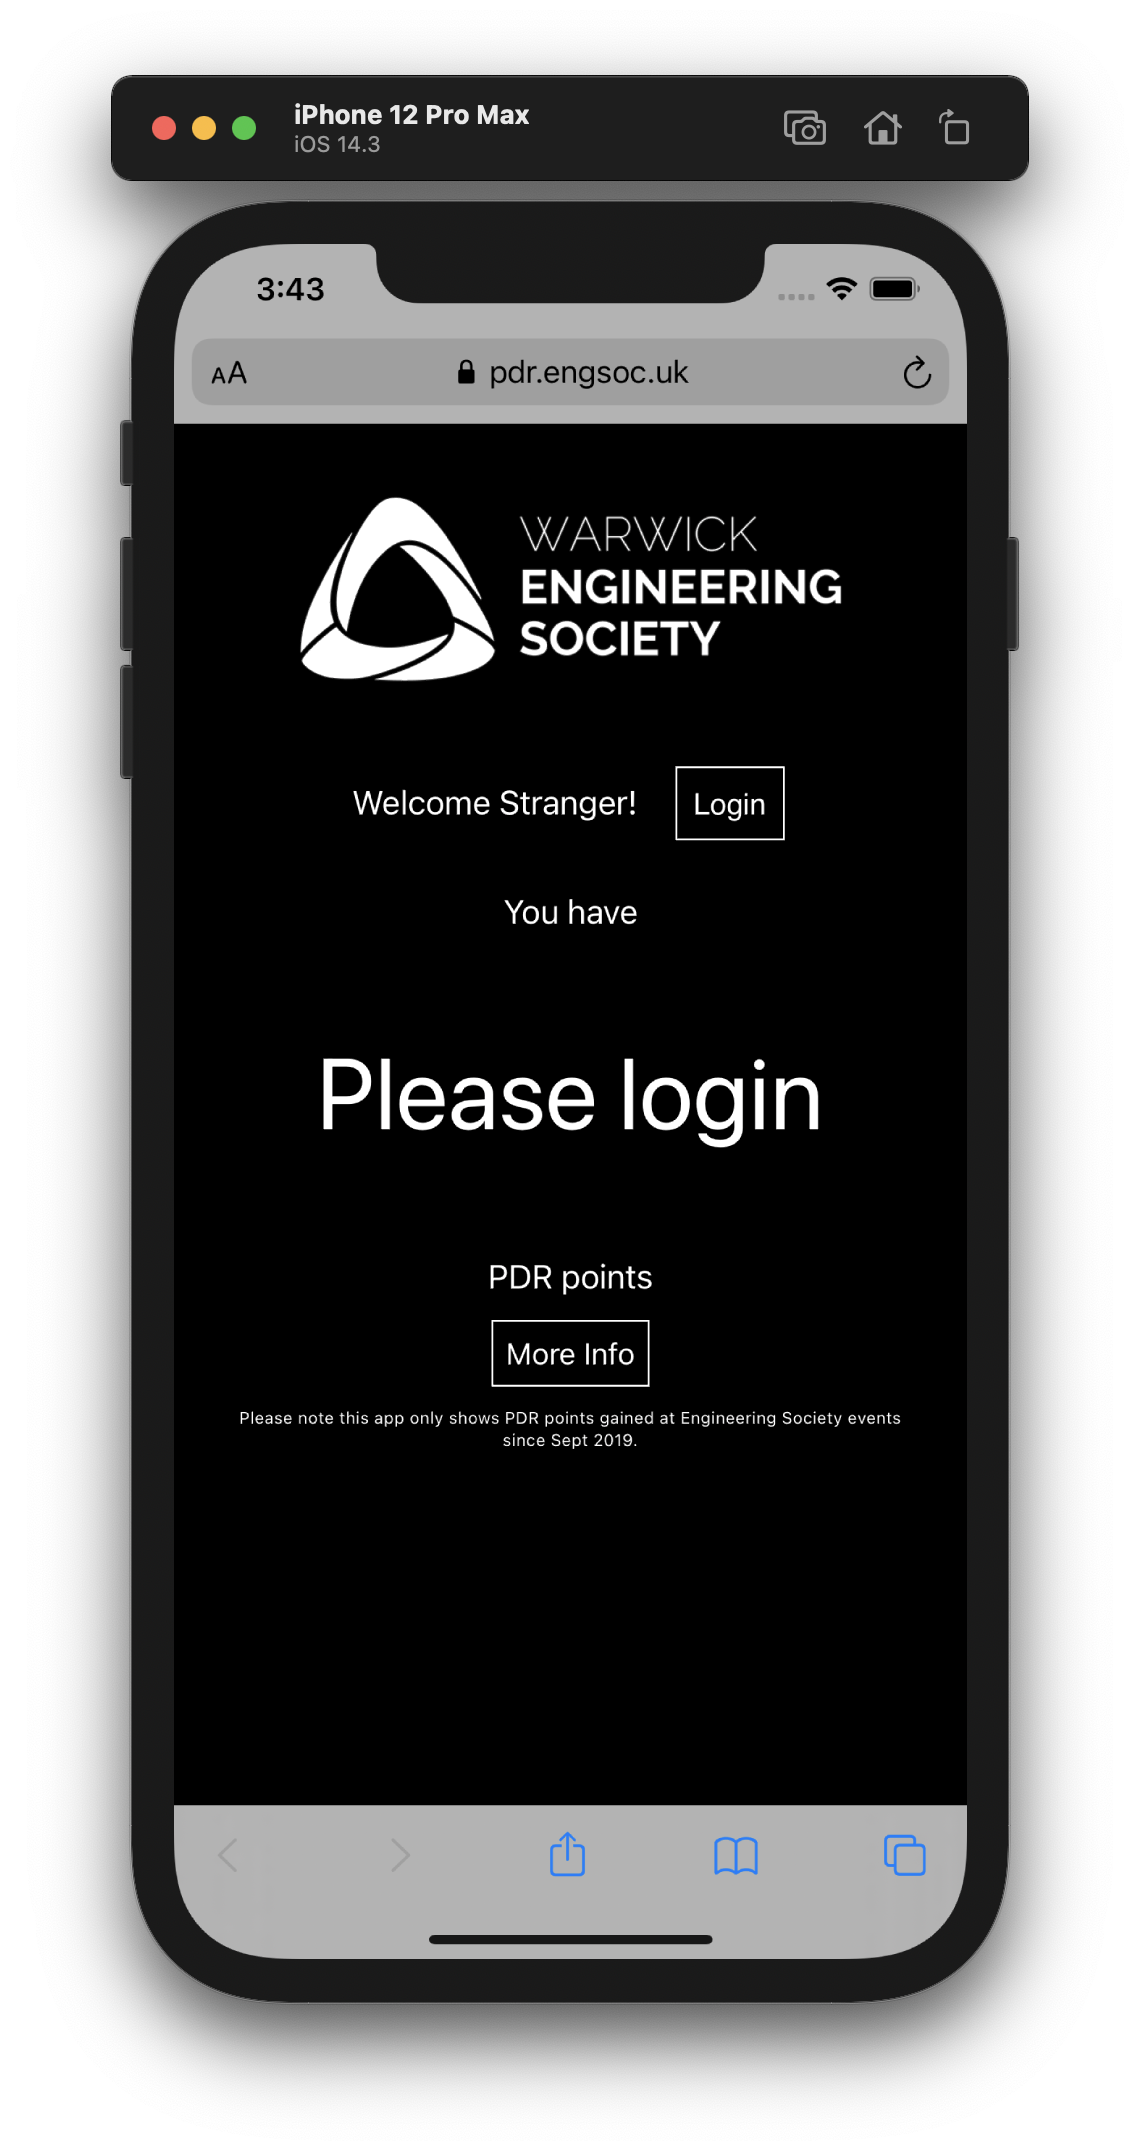 iPhone 12 Pro Max
iOS 14.3
3:43
AA pdr.engsoc.uk
WARWICK
ENGINEERING
SOCIETY
Welcome Stranger! Login
You have
Please login
PDR points
More Info
Please note this app only shows PDR points gained at Engineering Society events
since Sept 2019.